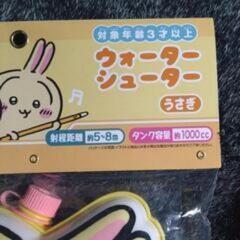 対象年齢3才以上
ウォーター
シューター
うさぎ
射程距離 約5~8m
タンク容量 約1000cc